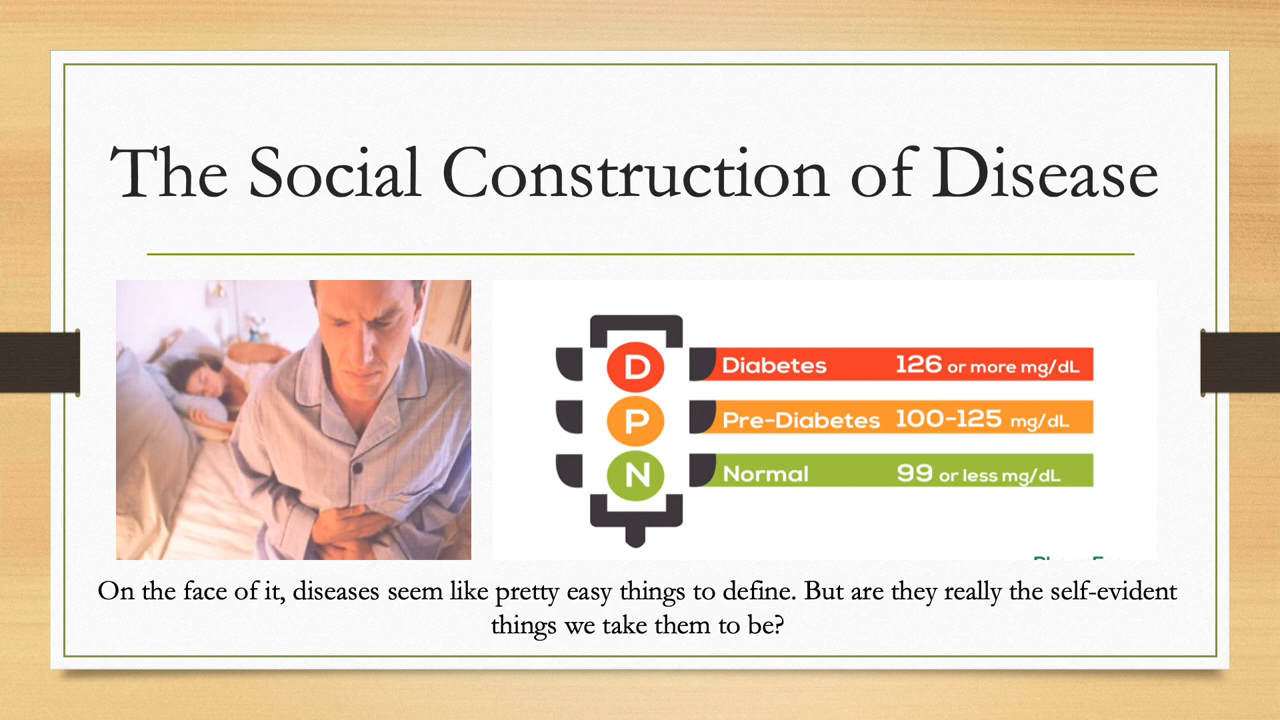 The Social Construction of Disease
D Diabetes 126 or more mg/dL
P Pre-Diabetes 100-125 mg/dL
N Normal 99 or less mg/dL
On the face of it, diseases seem like pretty easy things to define. But are they really the self-evident
things we take them to be?